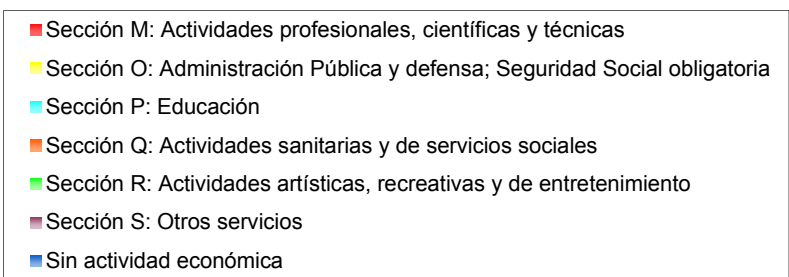 Sección M: Actividades profesionales, científicas y técnicas
Sección O: Administración Pública y defensa; Seguridad Social obligatoria
Sección P: Educación
Sección Q: Actividades sanitarias y de servicios sociales
Sección R: Actividades artísticas, recreativas y de entretenimiento
Sección S: Otros servicios
Sin actividad económica